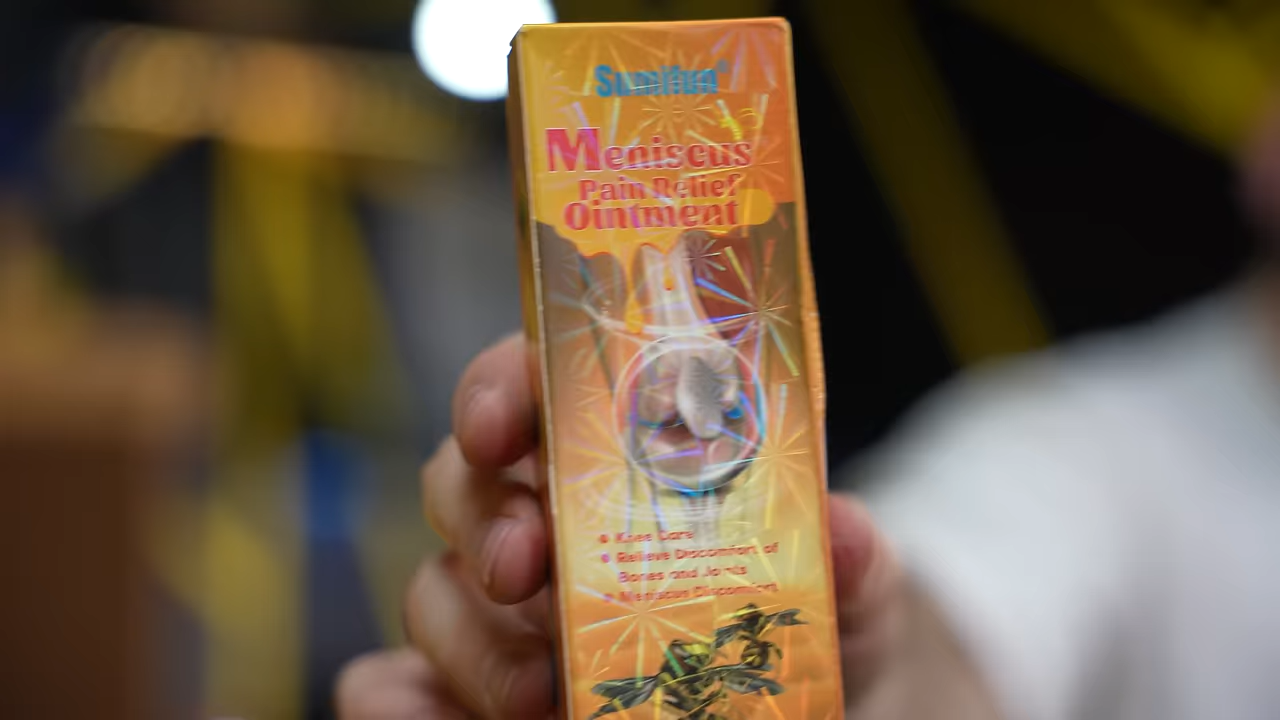 Sumifun®
Meniscus
Pain Relief
Ointment
Knee Care
Relieve Discomfort of
Bones and Joints
Meniscus Discomfort